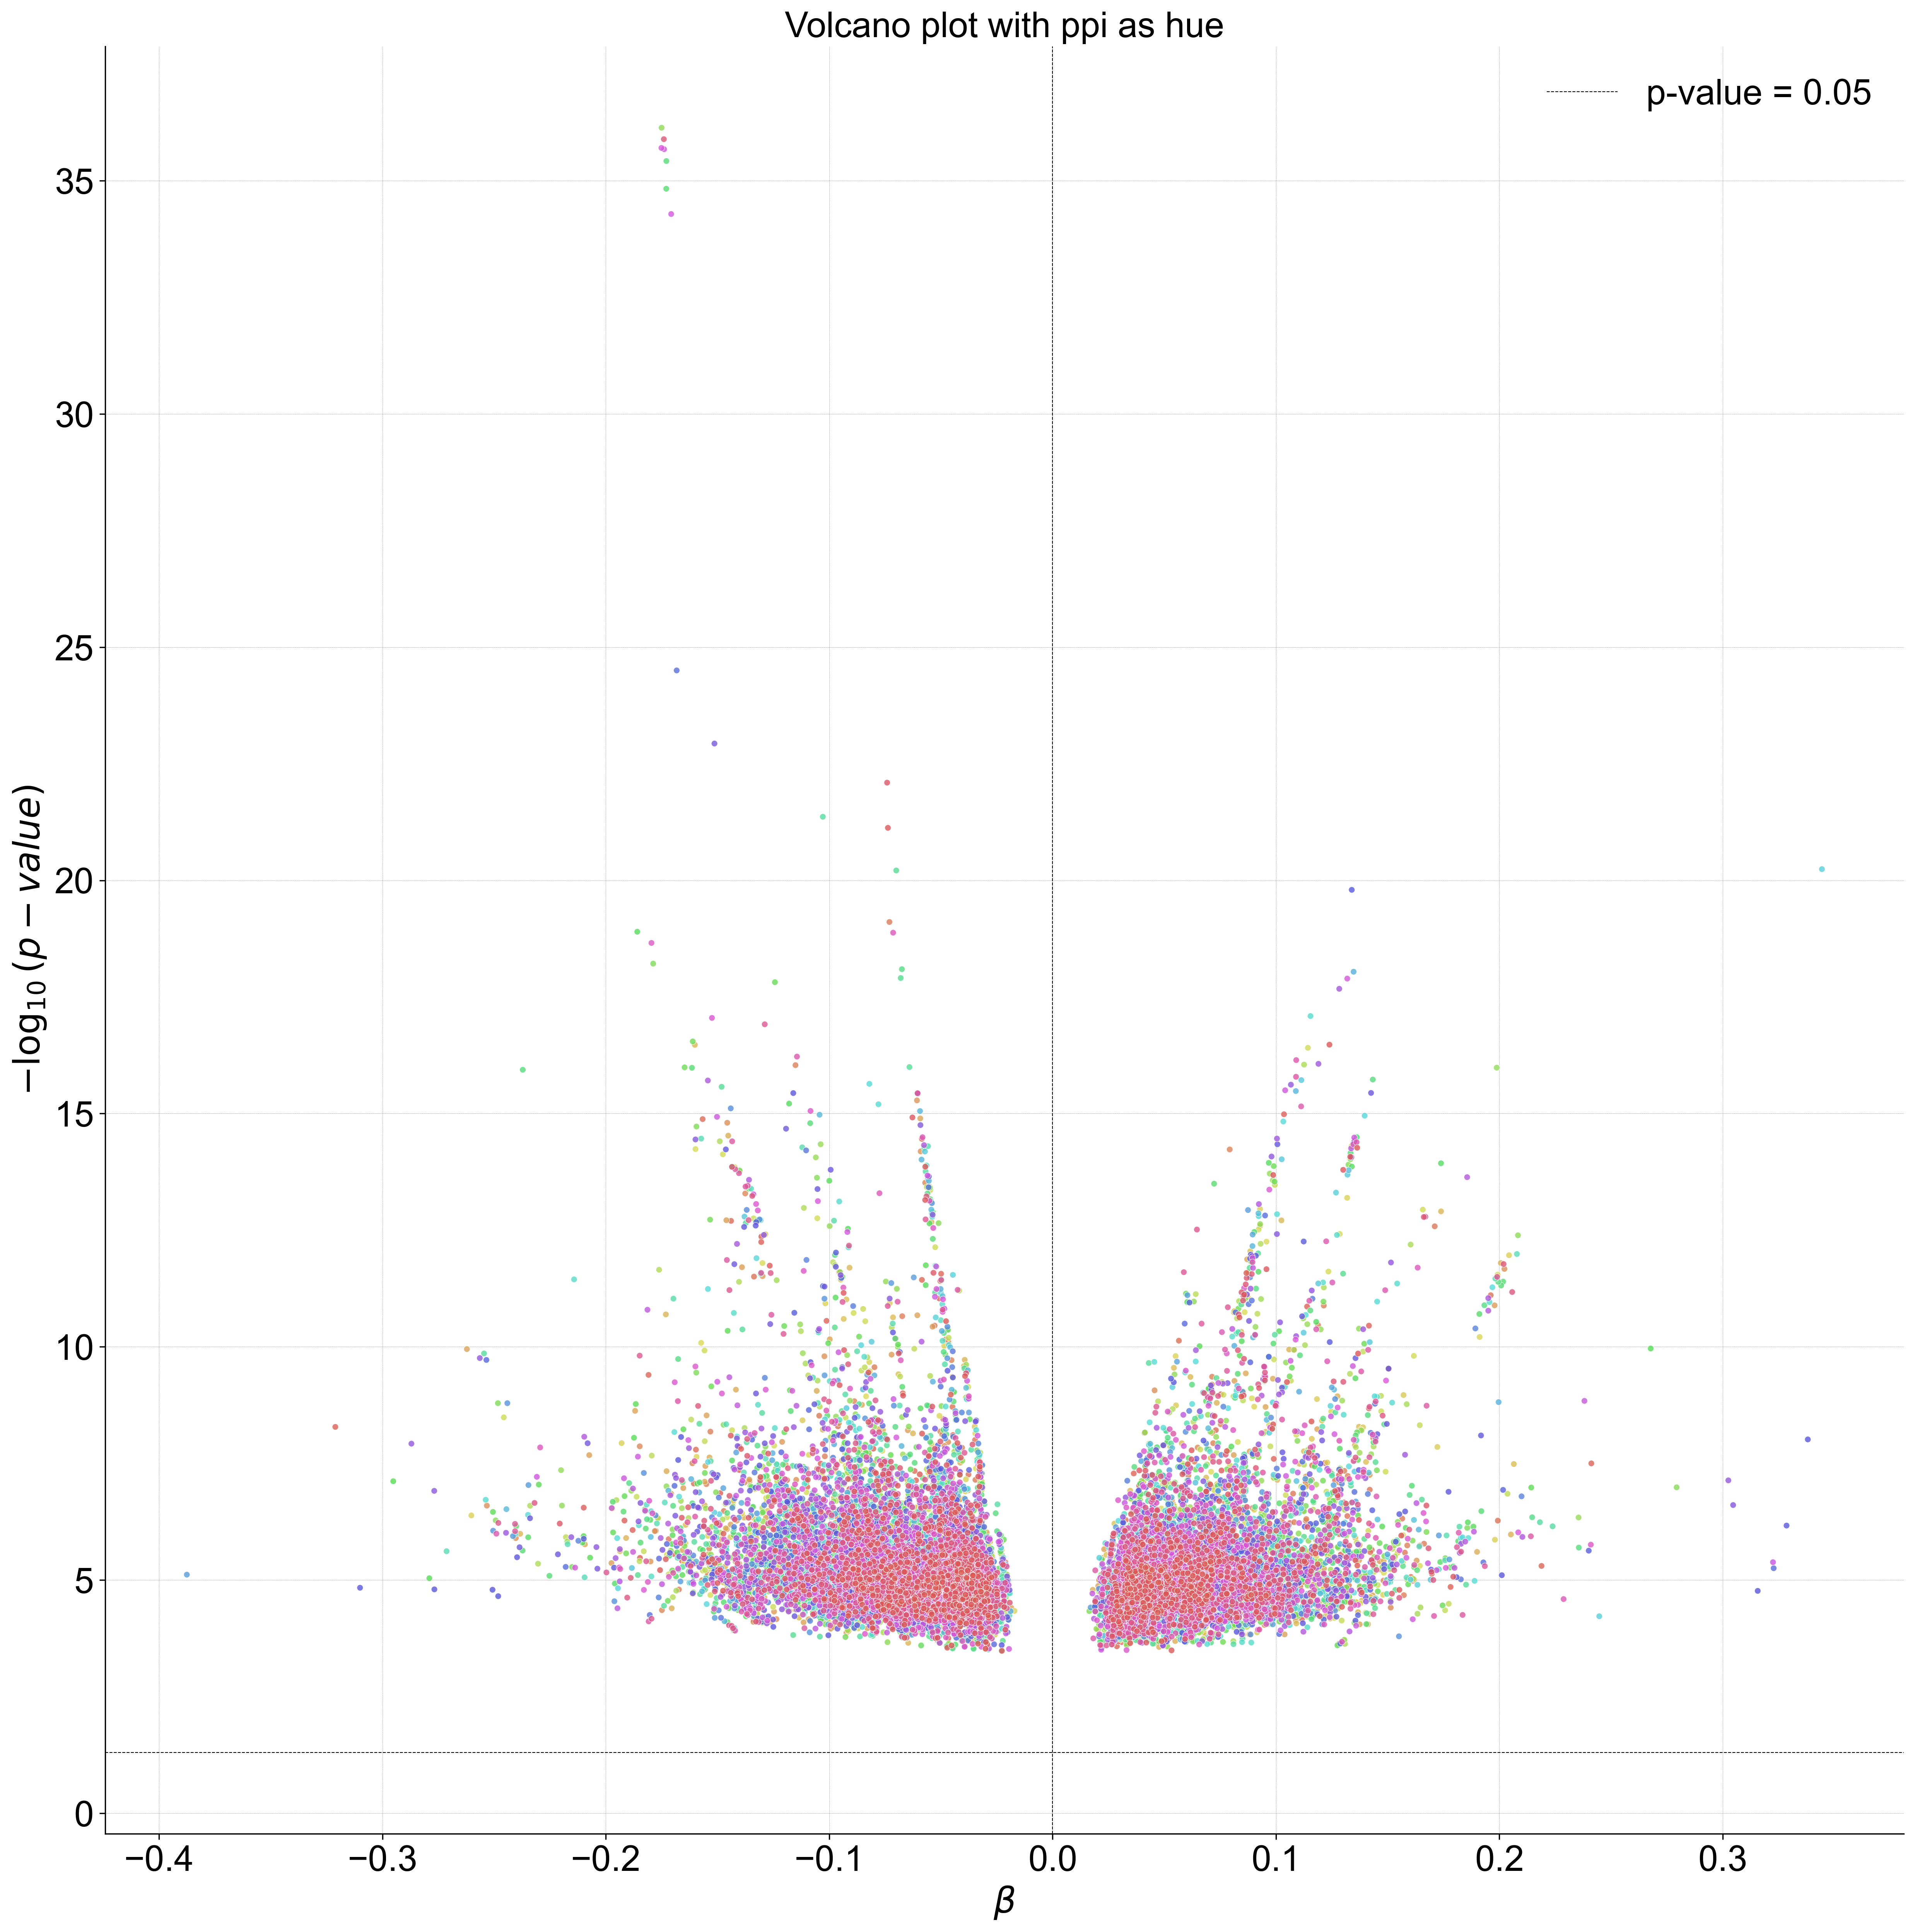 Volcano plot with ppi as hue
p-value = 0.05
35
30
25
20
15
10
5
0
−log₁₀ (p − value)
−0.4 −0.3 −0.2 −0.1 0.0 0.1 0.2 0.3
β